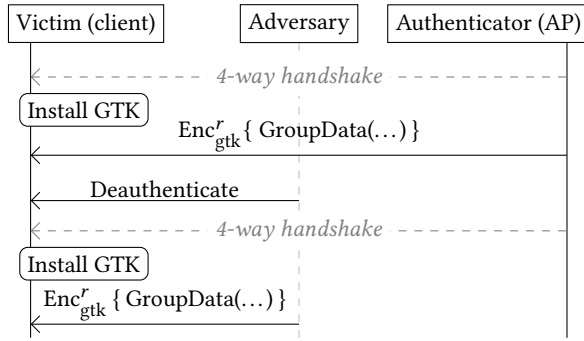 Victim (client) Adversary Authenticator (AP)
4-way handshake
Install GTK
Enc^r_gtk{ GroupData(…) }
Deauthenticate
4-way handshake
Install GTK
Enc^r_gtk{ GroupData(…) }